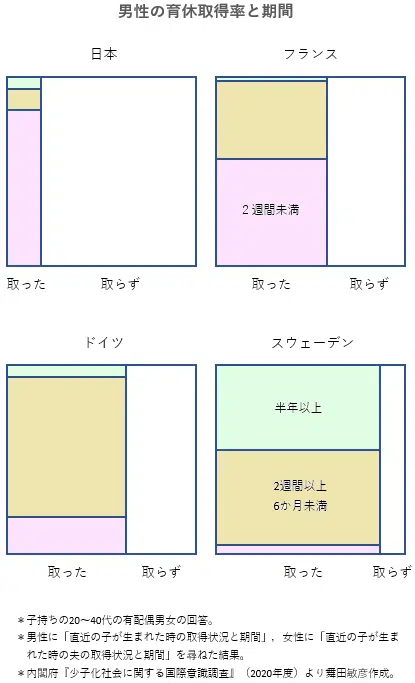 男性の育休取得率と期間
日本
フランス
２週間未満
取った
取らず
取った
取らず
ドイツ
スウェーデン
半年以上
2週間以上
6か月未満
取った
取らず
取った
取らず
＊子持ちの20～40代の有配偶男女の回答。
＊男性に「直近の子が生まれた時の取得状況と期間」，女性に「直近の子が生ま
れた時の夫の取得状況と期間」を尋ねた結果。
＊内閣府『少子化社会に関する国際意識調査』（2020年度）より舞田敏彦作成。